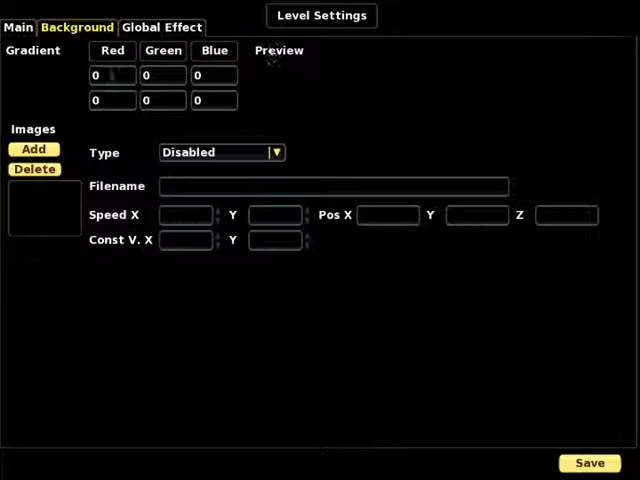 Level Settings
Main Background Global Effect
Gradient Red Green Blue Preview
0 0 0
0 0 0
Images
Add
Type Disabled
Delete
Filename
Speed X Y Pos X Y Z
Const V. X Y
Save